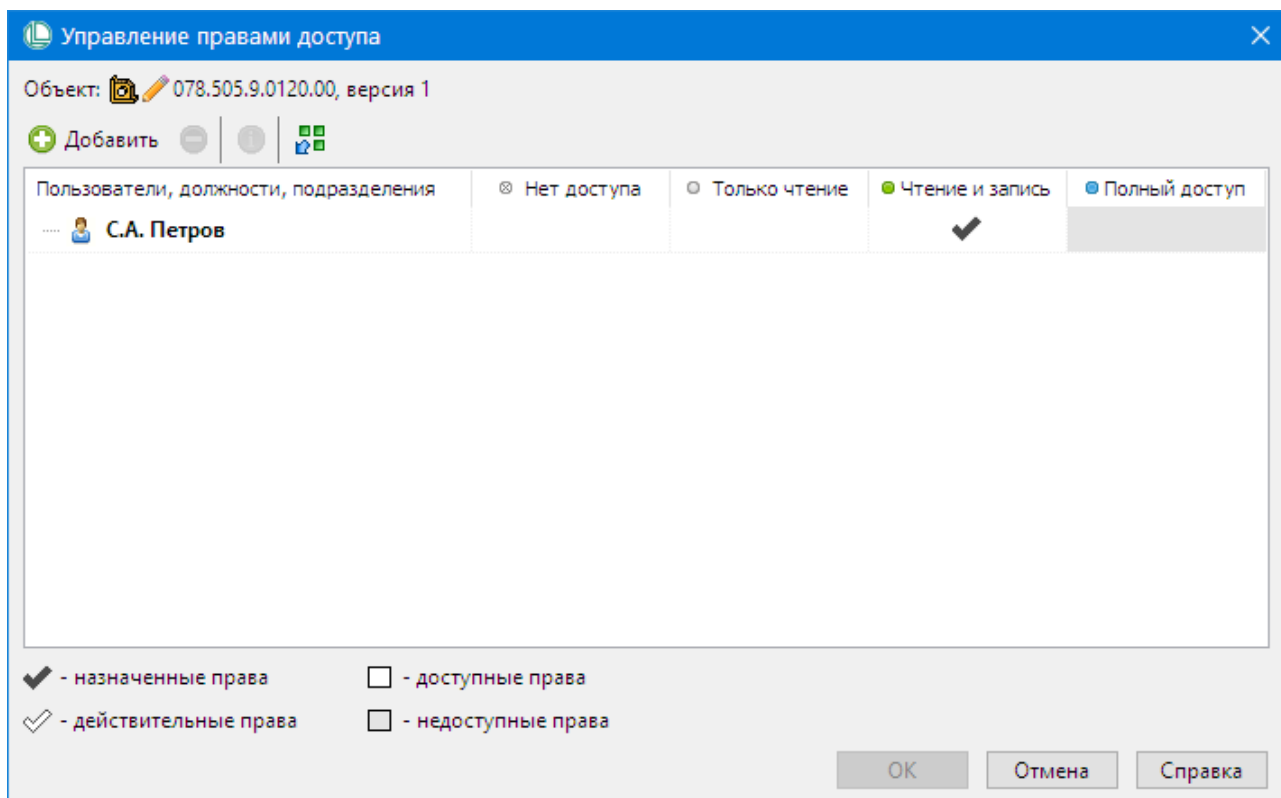 Управление правами доступа
Объект: 078.505.9.0120.00, версия 1
Добавить
Пользователи, должности, подразделения Нет доступа Только чтение Чтение и запись Полный доступ
С.А. Петров
- назначенные права - доступные права
- действительные права - недоступные права
ОК Отмена Справка